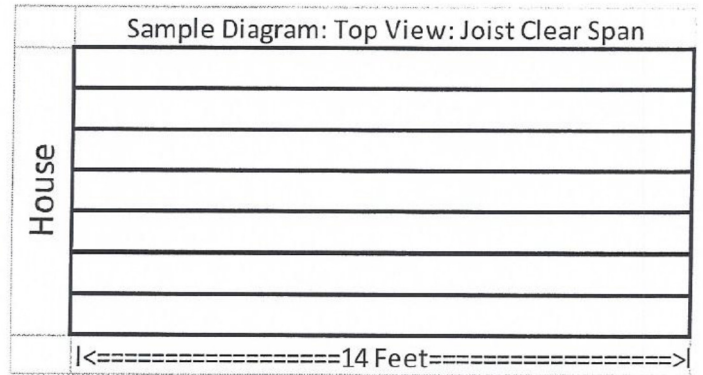 Sample Diagram: Top View: Joist Clear Span
House
|<==================14 Feet==================>|